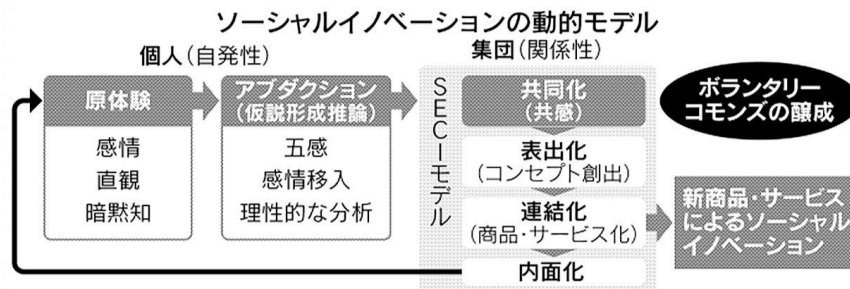 ソーシャルイノベーションの動的モデル
個人(自発性)
集団(関係性)
原体験
感情
直観
暗黙知
アブダクション
(仮説形成推論)
五感
感情移入
理性的な分析
SECIモデル
共同化
(共感)
表出化
(コンセプト創出)
連結化
(商品・サービス化)
内面化
ボランタリー
コモンズの醸成
新商品・サービス
によるソーシャル
イノベーション